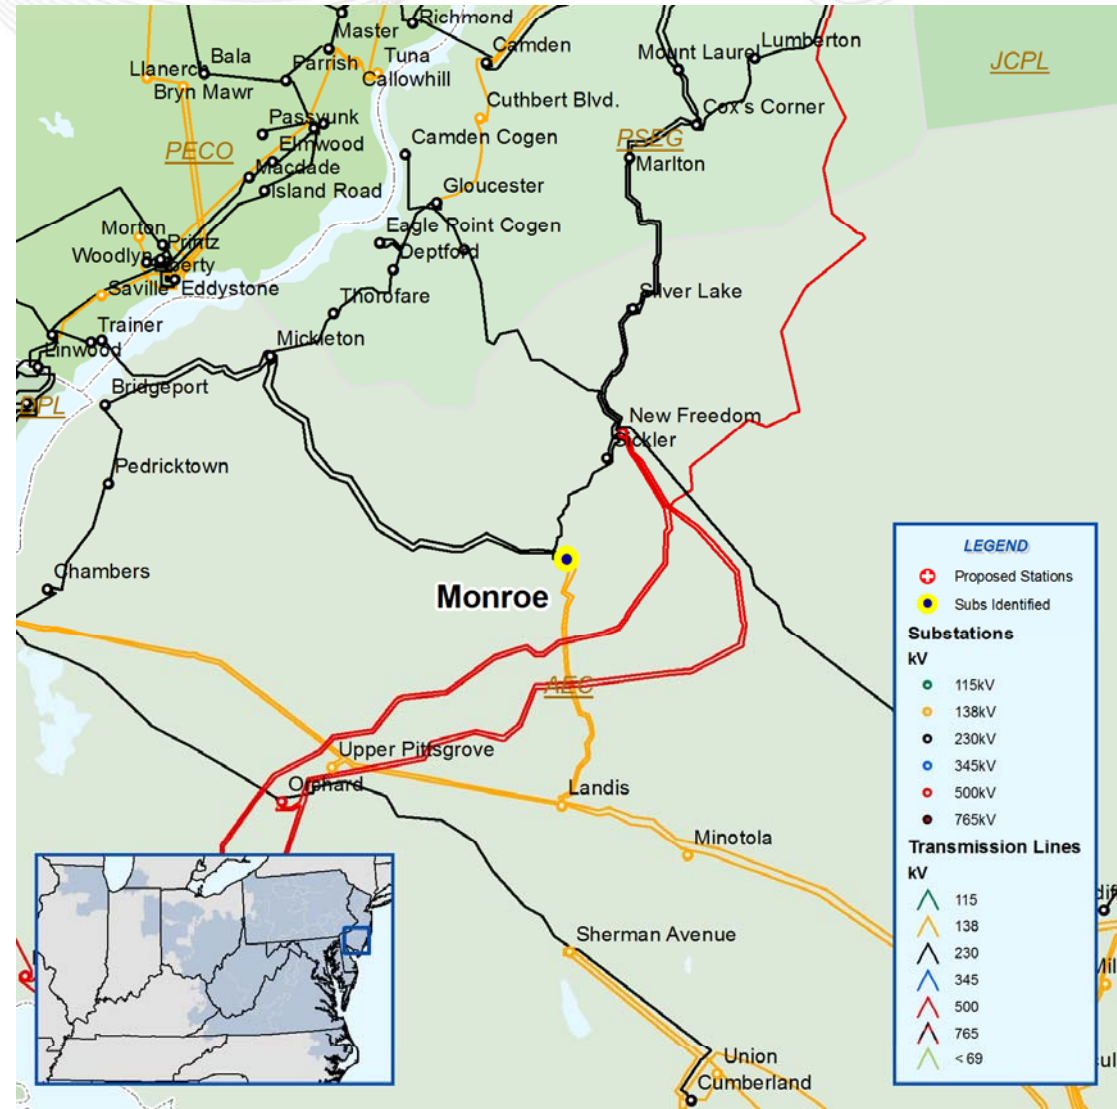 Richmond
Master
Camden
Lumberton
Bala
Tuna
Mount Laurel
JCPL
Llanerch
Parrish
Callowhill
Bryn Mawr
Cuthbert Blvd.
Cox's Corner
Passyunk
Elmwood
Camden Cogen
PSEG
PECO
Marlton
Macdade
Island Road
Gloucester
Morton
Printz
Eagle Point Cogen
Woodlyn
Deptford
Saville
Eddystone
Thorofare
Silver Lake
Trainer
Mickleton
Linwood
Bridgeport
DPL
New Freedom
Sickler
Pedricktown
Chambers
Monroe
AEC
Upper Pittsgrove
Orchard
Landis
Minotola
Sherman Avenue
Union
Cumberland
LEGEND
Proposed Stations
Subs Identified
Substations
kV
115kV
138kV
230kV
345kV
500kV
765kV
Transmission Lines
kV
115
138
230
345
500
765
< 69